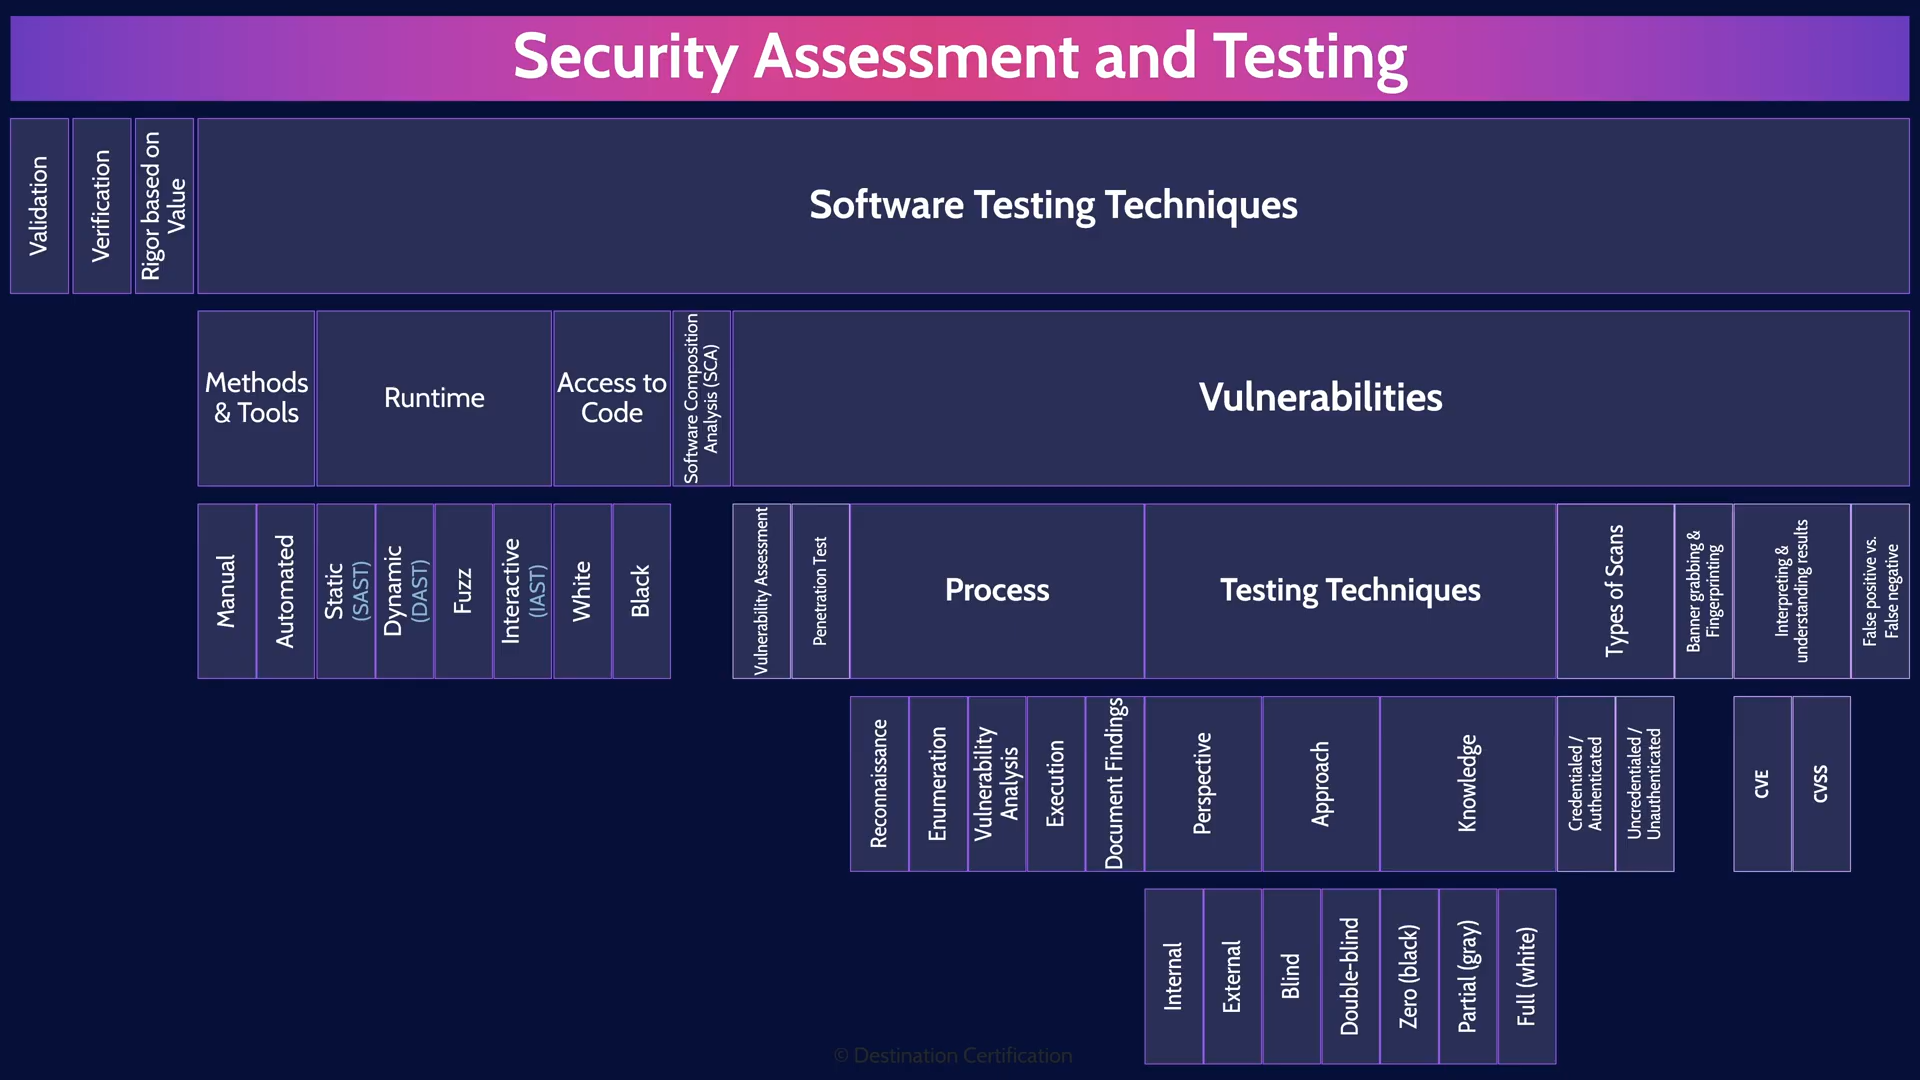 Security Assessment and Testing
Validation
Verification
Rigor based on
Value
Software Testing Techniques
Methods
& Tools
Runtime
Access to
Code
Software Composition
Analysis (SCA)
Vulnerabilities
Manual
Automated
Static
(SAST)
Dynamic
(DAST)
Fuzz
Interactive
(IAST)
White
Black
Vulnerability Assessment
Penetration Test
Process
Testing Techniques
Types of Scans
Banner grabbing &
Fingerprinting
Interpreting &
understanding results
False positive vs.
False negative
Reconnaissance
Enumeration
Vulnerability
Analysis
Execution
Document Findings
Perspective
Approach
Knowledge
Credentialed /
Authenticated
Uncredentialed /
Unauthenticated
CVE
CVSS
Internal
External
Blind
Double-blind
Zero (black)
Partial (gray)
Full (white)
© Destination Certification